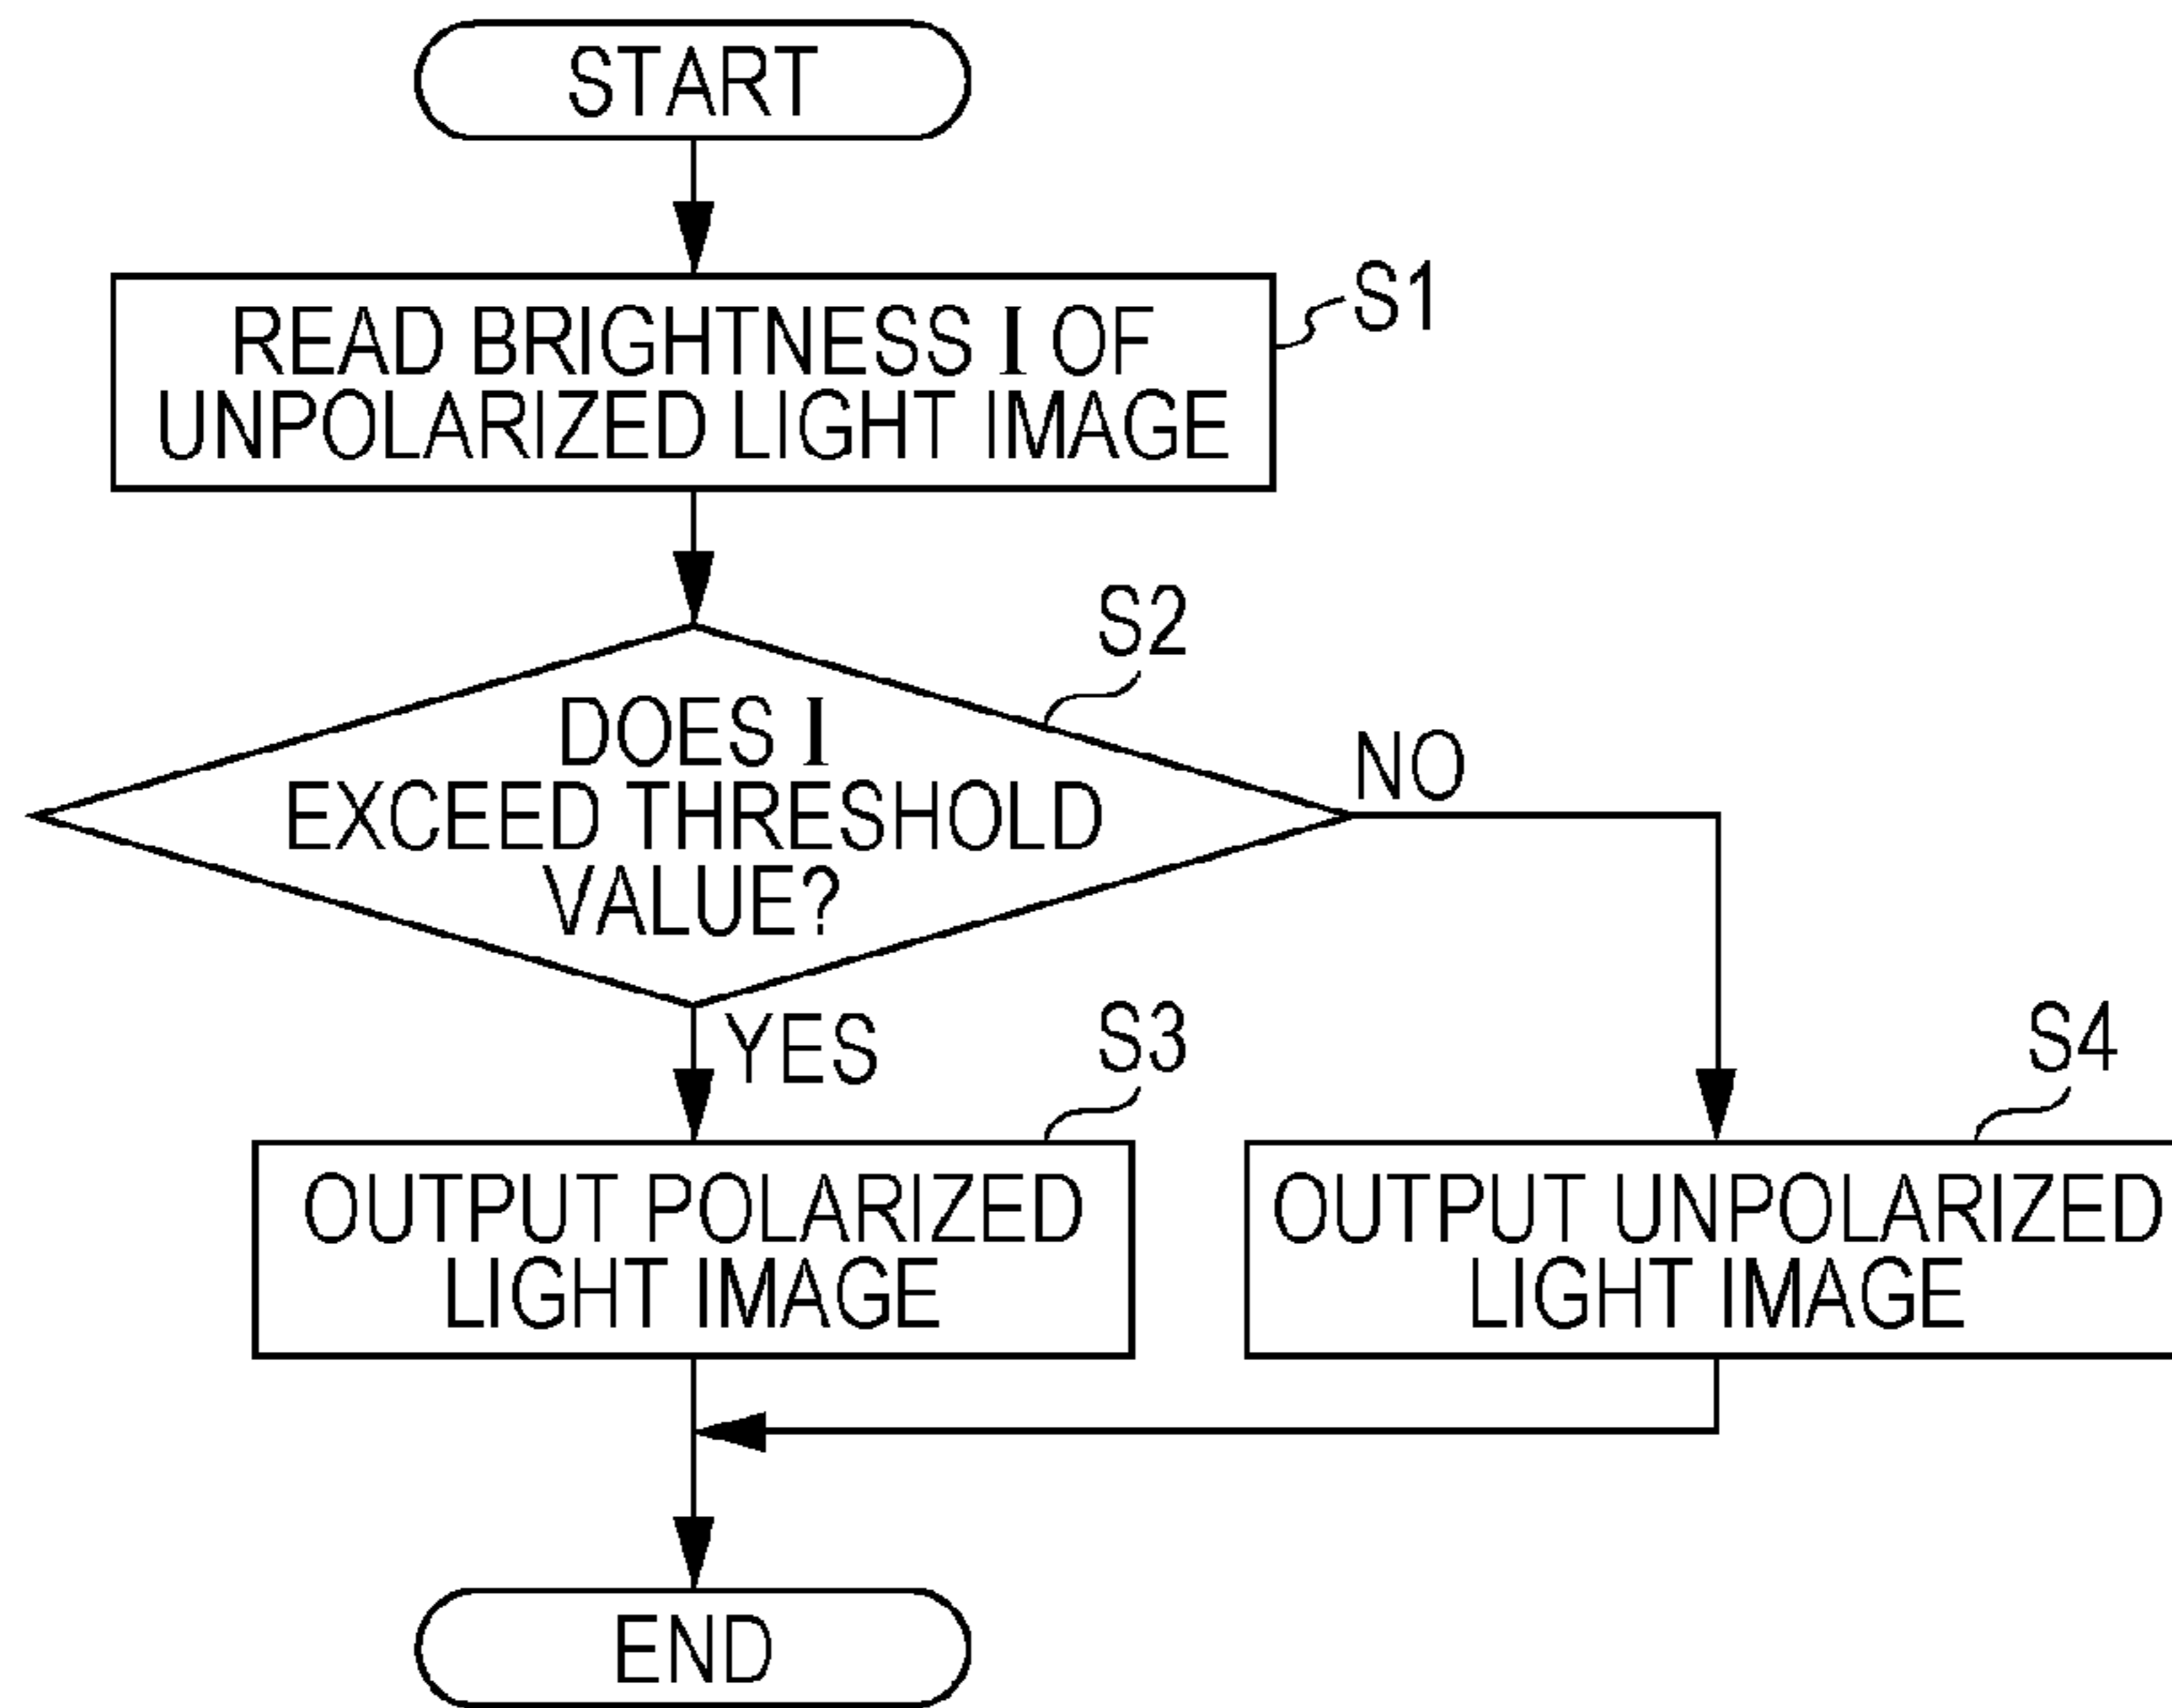 START
READ BRIGHTNESS I OF
UNPOLARIZED LIGHT IMAGE
S1
DOES I
EXCEED THRESHOLD
VALUE?
S2
NO
YES
S3
OUTPUT POLARIZED
LIGHT IMAGE
S4
OUTPUT UNPOLARIZED
LIGHT IMAGE
END